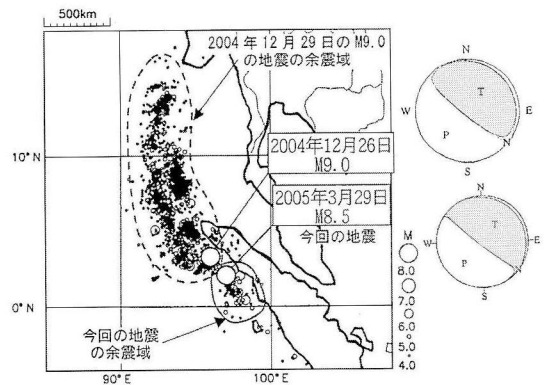 500km
2004年12月29日のM9.0
の地震の余震域
2004年12月26日
M9.0
2005年3月29日
M8.5
今回の地震
今回の地震
の余震域
10°N
0°N
90°E
100°E
M
8.0
7.0
6.0
5.0
4.0
N
T
W
E
P
N
S
N
T
W
E
P
N
S